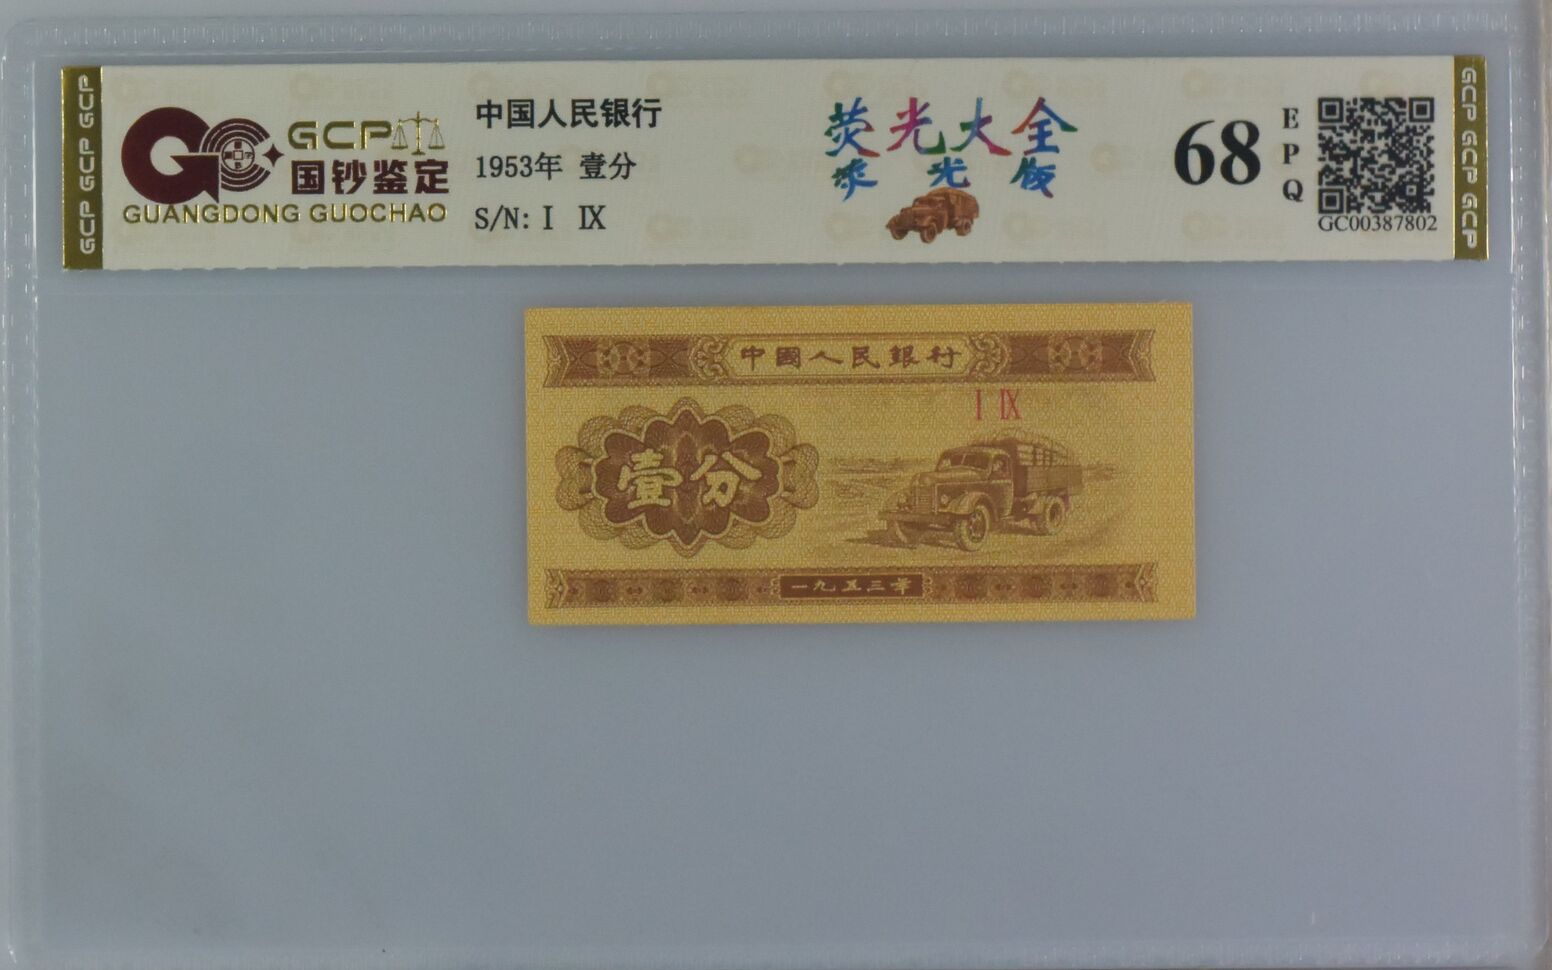 GCP GCP GCP
GCP
国钞鉴定
GUANGDONG GUOCHAO
中国人民银行
1953年 壹分
S/N: I IX
荧光大全
荧光版
68
EPQ
GC00387802
GCP GCP GCP
中國人民銀行
I IX
壹分
一九五三年